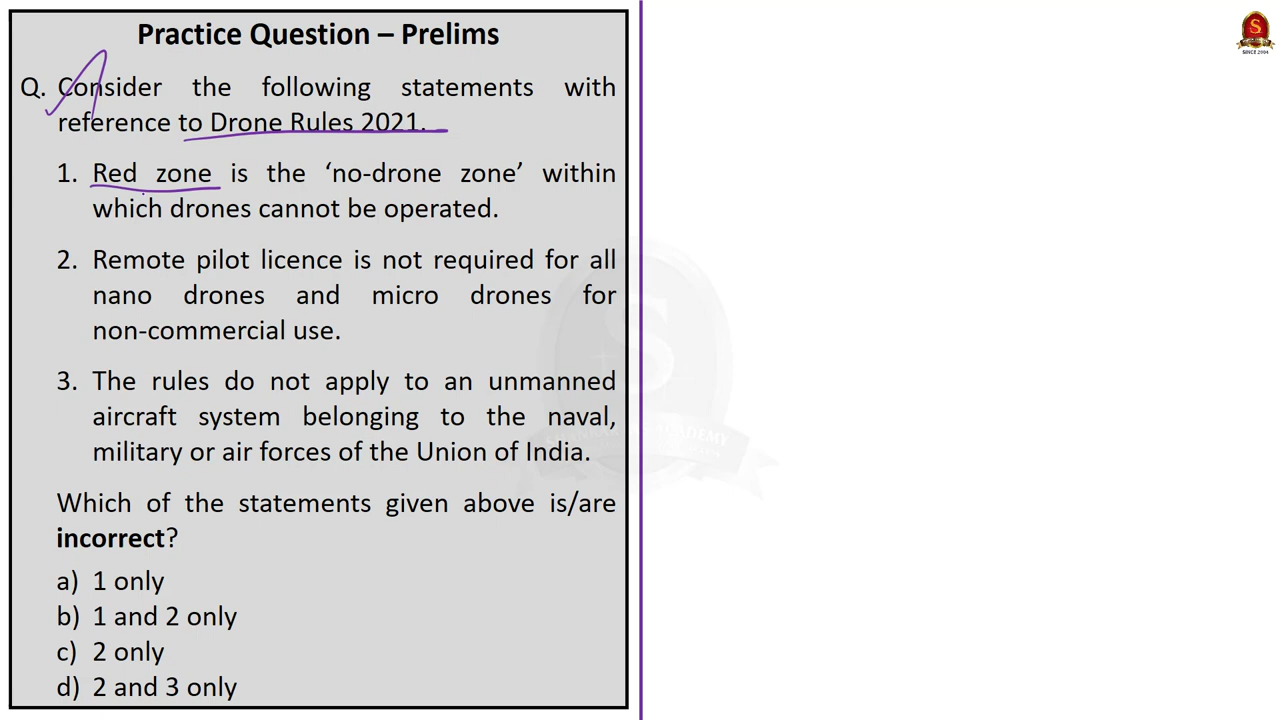 Practice Question – Prelims
Q. Consider the following statements with
reference to Drone Rules 2021.
1. Red zone is the ‘no-drone zone’ within
which drones cannot be operated.
2. Remote pilot licence is not required for all
nano drones and micro drones for
non-commercial use.
3. The rules do not apply to an unmanned
aircraft system belonging to the naval,
military or air forces of the Union of India.
Which of the statements given above is/are
incorrect?
a) 1 only
b) 1 and 2 only
c) 2 only
d) 2 and 3 only
S
SINCE 2004